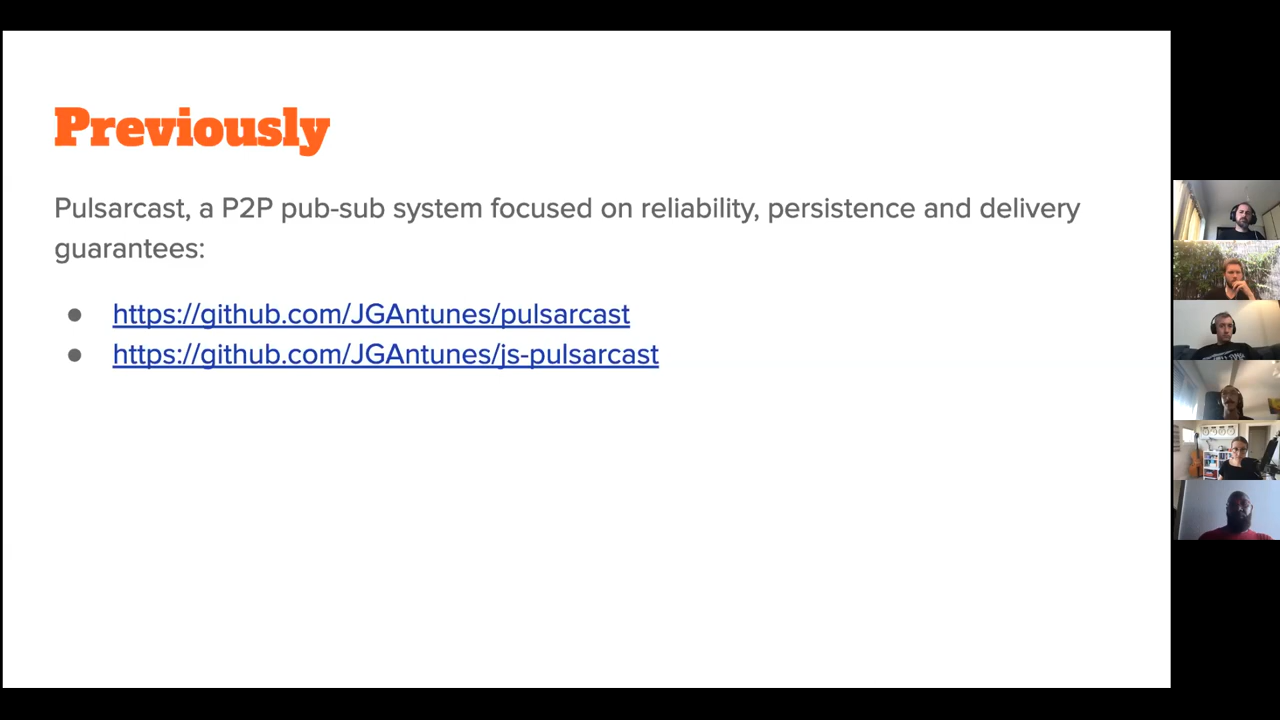 Previously
Pulsarcast, a P2P pub-sub system focused on reliability, persistence and delivery
guarantees:
● https://github.com/JGAntunes/pulsarcast
● https://github.com/JGAntunes/js-pulsarcast